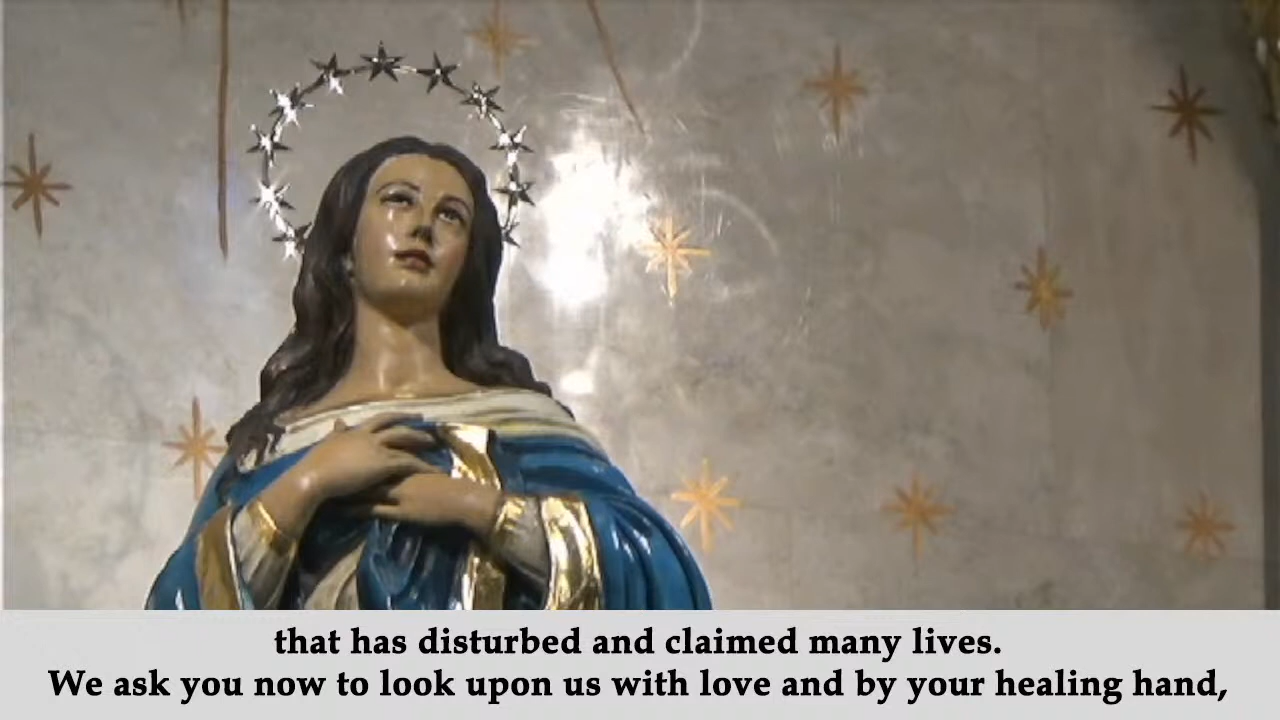 that has disturbed and claimed many lives.
We ask you now to look upon us with love and by your healing hand,